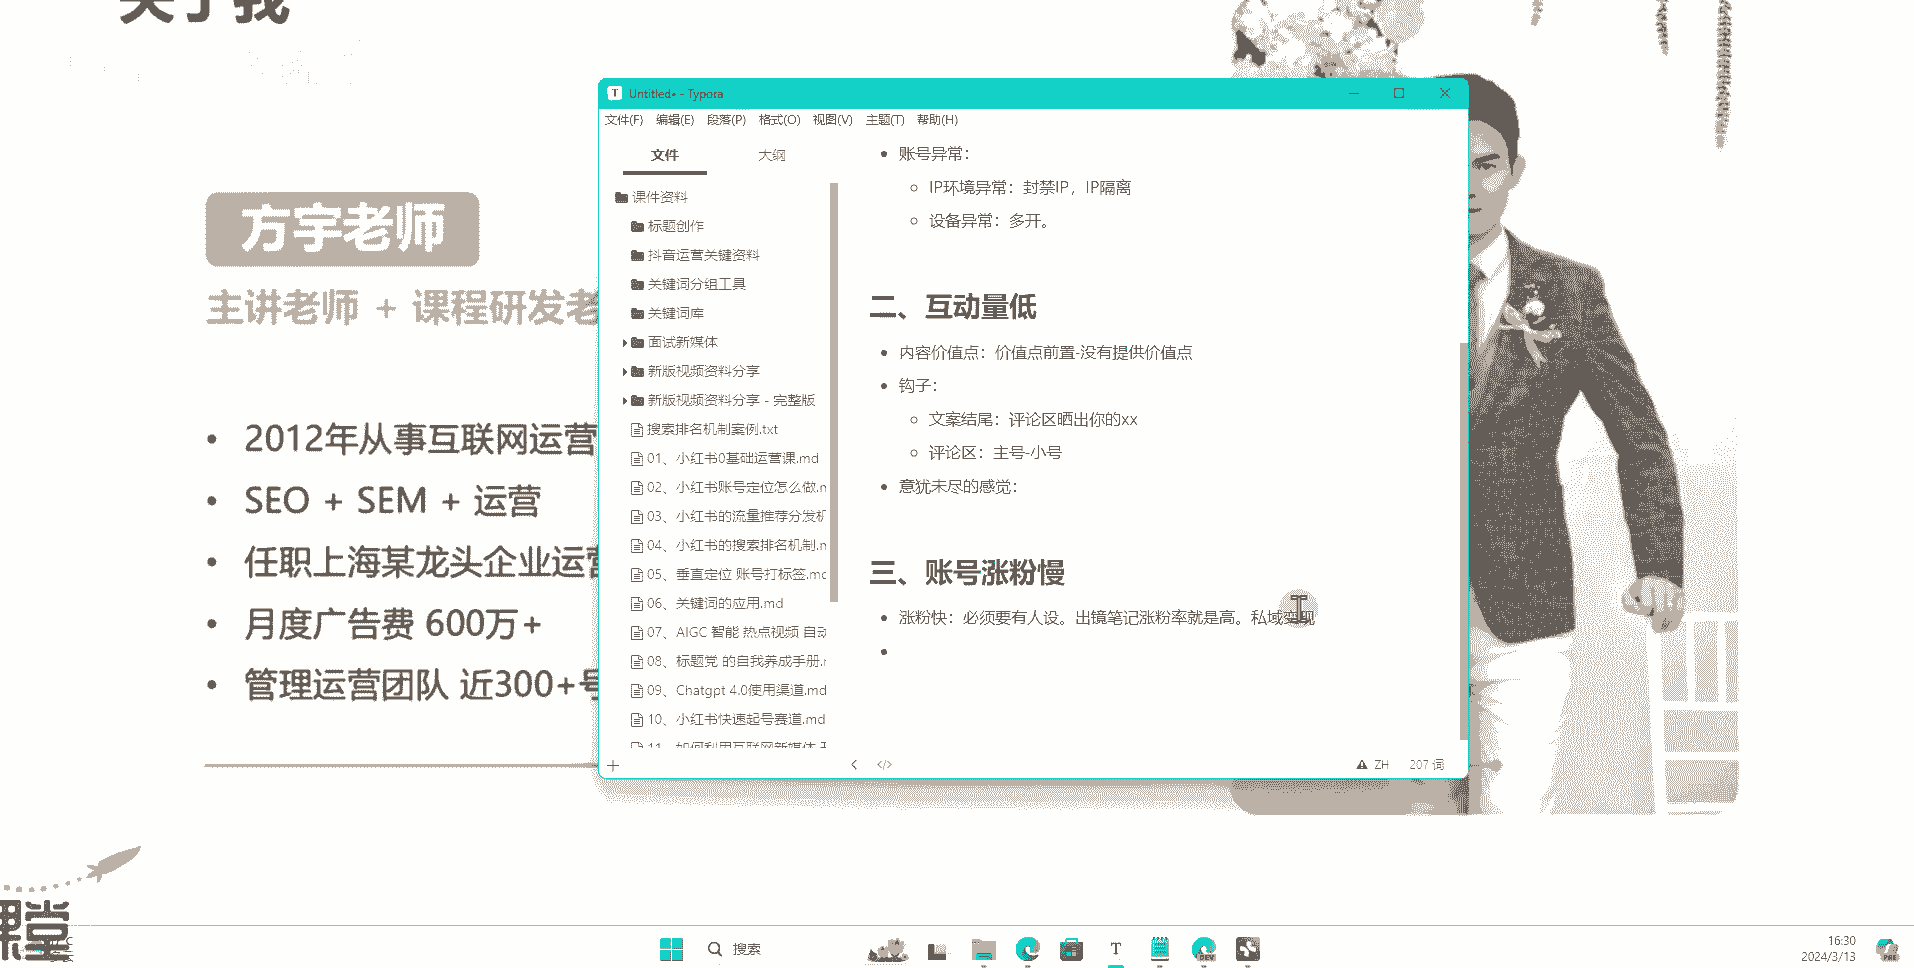 关于我
方宇老师
主讲老师 + 课程研发老
2012年从事互联网运营
SEO + SEM + 运营
任职上海某龙头企业运营
月度广告费 600万+
管理运营团队 近300+号
课堂
Untitled• - Typora
文件(F) 编辑(E) 段落(P) 格式(O) 视图(V) 主题(T) 帮助(H)
文件 大纲
课件资料
标题创作
抖音运营关键资料
关键词分组工具
关键词库
面试新媒体
新版视频资料分享
新版视频资料分享 - 完整版
搜索排名机制案例.txt
01、小红书0基础运营课.md
02、小红书账号定位怎么做.m
03、小红书的流量推荐分发机
04、小红书的搜索排名机制.m
05、垂直定位 账号打标签.md
06、关键词的应用.md
07、AIGC 智能 热点视频 自动
08、标题党 的自我养成手册.m
09、Chatgpt 4.0使用渠道.md
10、小红书快速起号赛道.md
11、如何利用互联网新媒体
账号异常：
IP环境异常：封禁IP，IP隔离
设备异常：多开。
二、互动量低
内容价值点：价值点前置-没有提供价值点
钩子：
文案结尾：评论区晒出你的xx
评论区：主号-小号
意犹未尽的感觉：
三、账号涨粉慢
涨粉快：必须要有人设。出镜笔记涨粉率就是高。私域变现
ZH 207 词
搜索
16:30
2024/3/13